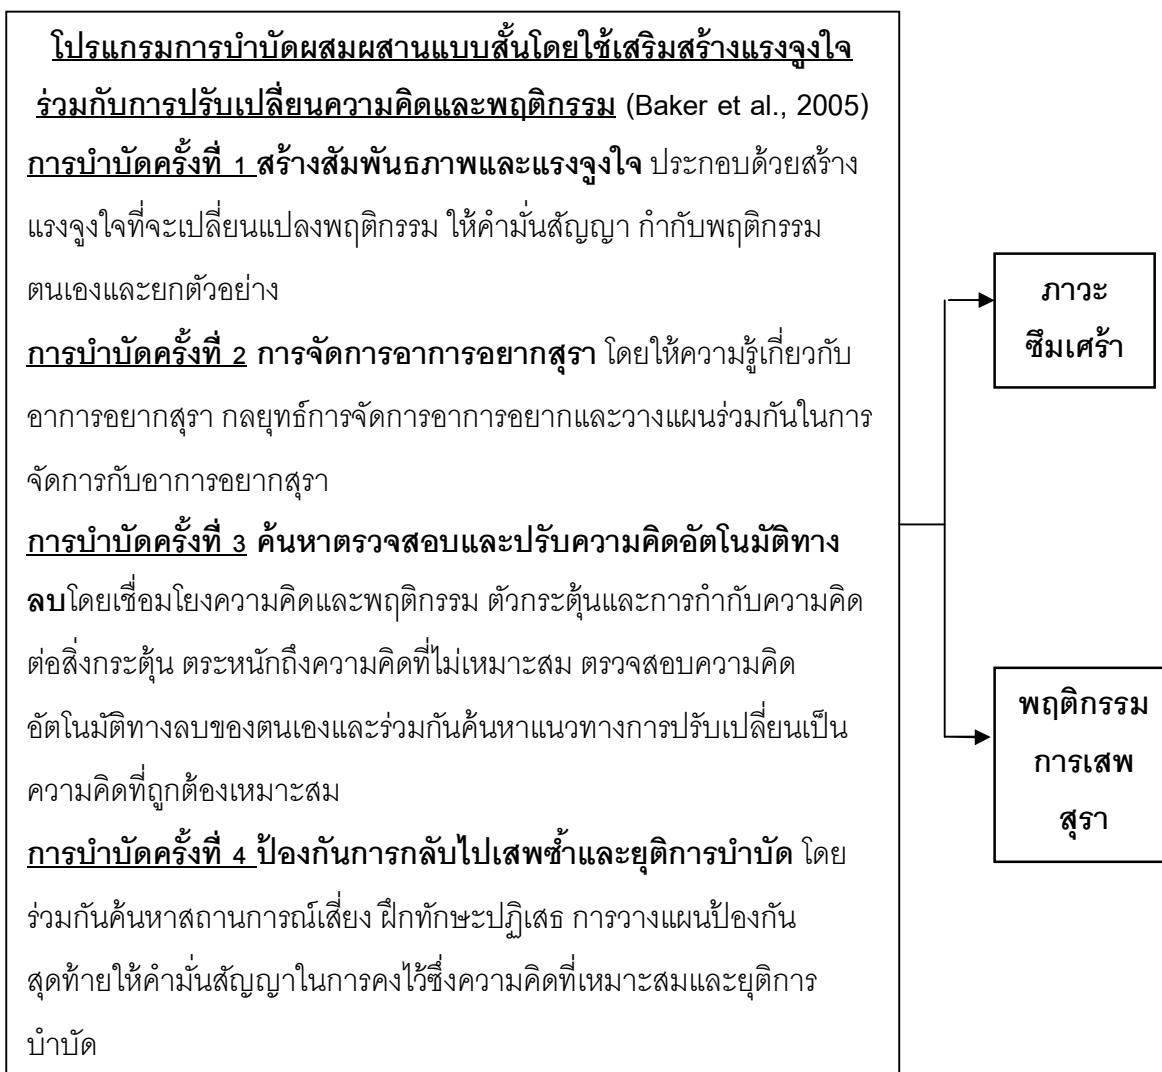 โปรแกรมการบำบัดผสมผสานแบบสั้นโดยใช้เสริมสร้างแรงจูงใจ
ร่วมกับการปรับเปลี่ยนความคิดและพฤติกรรม (Baker et al., 2005)
การบำบัดครั้งที่ 1 สร้างสัมพันธภาพและแรงจูงใจ ประกอบด้วยสร้าง
แรงจูงใจที่จะเปลี่ยนแปลงพฤติกรรม ให้คำมั่นสัญญา กำกับพฤติกรรม
ตนเองและยกตัวอย่าง
การบำบัดครั้งที่ 2 การจัดการอาการอยากสุรา โดยให้ความรู้เกี่ยวกับ
อาการอยากสุรา กลยุทธ์การจัดการอาการอยากและวางแผนร่วมกันในการ
จัดการกับอาการอยากสุรา
การบำบัดครั้งที่ 3 ค้นหาตรวจสอบและปรับความคิดอัตโนมัติทาง
ลบโดยเชื่อมโยงความคิดและพฤติกรรม ตัวกระตุ้นและการกำกับความคิด
ต่อสิ่งกระตุ้น ตระหนักถึงความคิดที่ไม่เหมาะสม ตรวจสอบความคิด
อัตโนมัติทางลบของตนเองและร่วมกันค้นหาแนวทางการปรับเปลี่ยนเป็น
ความคิดที่ถูกต้องเหมาะสม
การบำบัดครั้งที่ 4 ป้องกันการกลับไปเสพซ้ำและยุติการบำบัด โดย
ร่วมกันค้นหาสถานการณ์เสี่ยง ฝึกทักษะปฏิเสธ การวางแผนป้องกัน
สุดท้ายให้คำมั่นสัญญาในการคงไว้ซึ่งความคิดที่เหมาะสมและยุติการ
บำบัด
ภาวะ
ซึมเศร้า
พฤติกรรม
การเสพ
สุรา